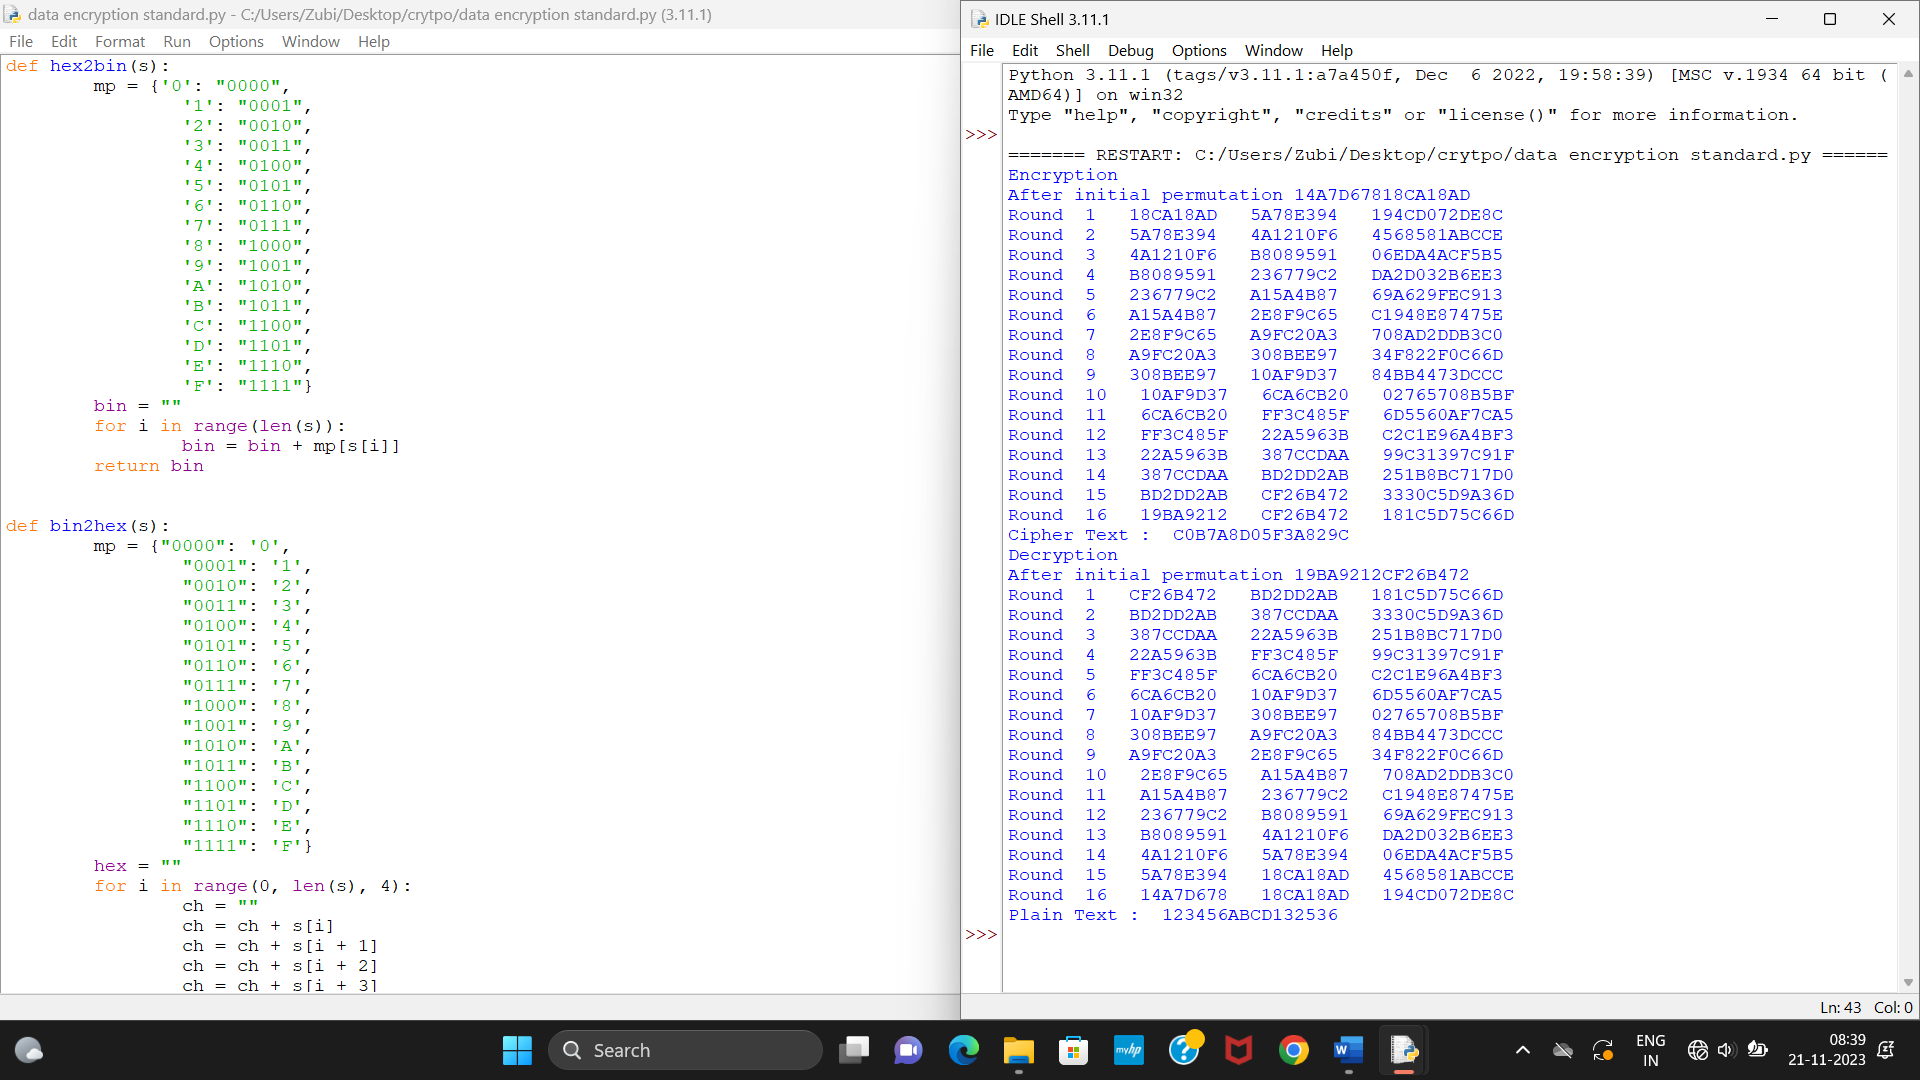 data encryption standard.py - C:/Users/Zubi/Desktop/crytpo/data encryption standard.py (3.11.1)
File Edit Format Run Options Window Help
def hex2bin(s):
        mp = {'0': "0000",
                '1': "0001",
                '2': "0010",
                '3': "0011",
                '4': "0100",
                '5': "0101",
                '6': "0110",
                '7': "0111",
                '8': "1000",
                '9': "1001",
                'A': "1010",
                'B': "1011",
                'C': "1100",
                'D': "1101",
                'E': "1110",
                'F': "1111"}
        bin = ""
        for i in range(len(s)):
                bin = bin + mp[s[i]]
        return bin
def bin2hex(s):
        mp = {"0000": '0',
                "0001": '1',
                "0010": '2',
                "0011": '3',
                "0100": '4',
                "0101": '5',
                "0110": '6',
                "0111": '7',
                "1000": '8',
                "1001": '9',
                "1010": 'A',
                "1011": 'B',
                "1100": 'C',
                "1101": 'D',
                "1110": 'E',
                "1111": 'F'}
        hex = ""
        for i in range(0, len(s), 4):
                ch = ""
                ch = ch + s[i]
                ch = ch + s[i + 1]
                ch = ch + s[i + 2]
                ch = ch + s[i + 3]
IDLE Shell 3.11.1
File Edit Shell Debug Options Window Help
Python 3.11.1 (tags/v3.11.1:a7a450f, Dec  6 2022, 19:58:39) [MSC v.1934 64 bit (
AMD64)] on win32
Type "help", "copyright", "credits" or "license()" for more information.
>>>
======= RESTART: C:/Users/Zubi/Desktop/crytpo/data encryption standard.py ======
Encryption
After initial permutation 14A7D67818CA18AD
Round  1   18CA18AD   5A78E394   194CD072DE8C
Round  2   5A78E394   4A1210F6   4568581ABCCE
Round  3   4A1210F6   B8089591   06EDA4ACF5B5
Round  4   B8089591   236779C2   DA2D032B6EE3
Round  5   236779C2   A15A4B87   69A629FEC913
Round  6   A15A4B87   2E8F9C65   C1948E87475E
Round  7   2E8F9C65   A9FC20A3   708AD2DDB3C0
Round  8   A9FC20A3   308BEE97   34F822F0C66D
Round  9   308BEE97   10AF9D37   84BB4473DCCC
Round  10   10AF9D37   6CA6CB20   02765708B5BF
Round  11   6CA6CB20   FF3C485F   6D5560AF7CA5
Round  12   FF3C485F   22A5963B   C2C1E96A4BF3
Round  13   22A5963B   387CCDAA   99C31397C91F
Round  14   387CCDAA   BD2DD2AB   251B8BC717D0
Round  15   BD2DD2AB   CF26B472   3330C5D9A36D
Round  16   19BA9212   CF26B472   181C5D75C66D
Cipher Text :  C0B7A8D05F3A829C
Decryption
After initial permutation 19BA9212CF26B472
Round  1   CF26B472   BD2DD2AB   181C5D75C66D
Round  2   BD2DD2AB   387CCDAA   3330C5D9A36D
Round  3   387CCDAA   22A5963B   251B8BC717D0
Round  4   22A5963B   FF3C485F   99C31397C91F
Round  5   FF3C485F   6CA6CB20   C2C1E96A4BF3
Round  6   6CA6CB20   10AF9D37   6D5560AF7CA5
Round  7   10AF9D37   308BEE97   02765708B5BF
Round  8   308BEE97   A9FC20A3   84BB4473DCCC
Round  9   A9FC20A3   2E8F9C65   34F822F0C66D
Round  10   2E8F9C65   A15A4B87   708AD2DDB3C0
Round  11   A15A4B87   236779C2   C1948E87475E
Round  12   236779C2   B8089591   69A629FEC913
Round  13   B8089591   4A1210F6   DA2D032B6EE3
Round  14   4A1210F6   5A78E394   06EDA4ACF5B5
Round  15   5A78E394   18CA18AD   4568581ABCCE
Round  16   14A7D678   18CA18AD   194CD072DE8C
Plain Text :  123456ABCD132536
>>>
Ln: 43 Col: 0
Search
myhp
ENG
IN
08:39
21-11-2023